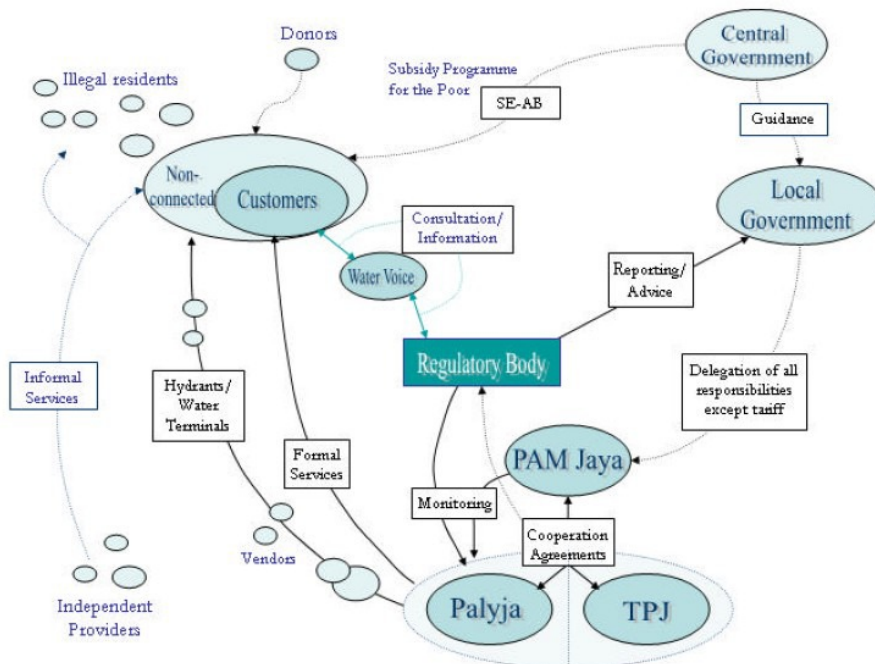 Donors
Central
Government
Illegal residents
Subsidy Programme
for the Poor
SE-AB
Guidance
Non-
connected
Customers
Local
Government
Consultation/
Information
Water Voice
Reporting/
Advice
Regulatory Body
Informal
Services
Hydrants/
Water
Terminals
Delegation of all
responsibilities
except tariff
Formal
Services
PAM Jaya
Monitoring
Cooperation
Agreements
Vendors
Independent
Providers
Palyja
TPJ